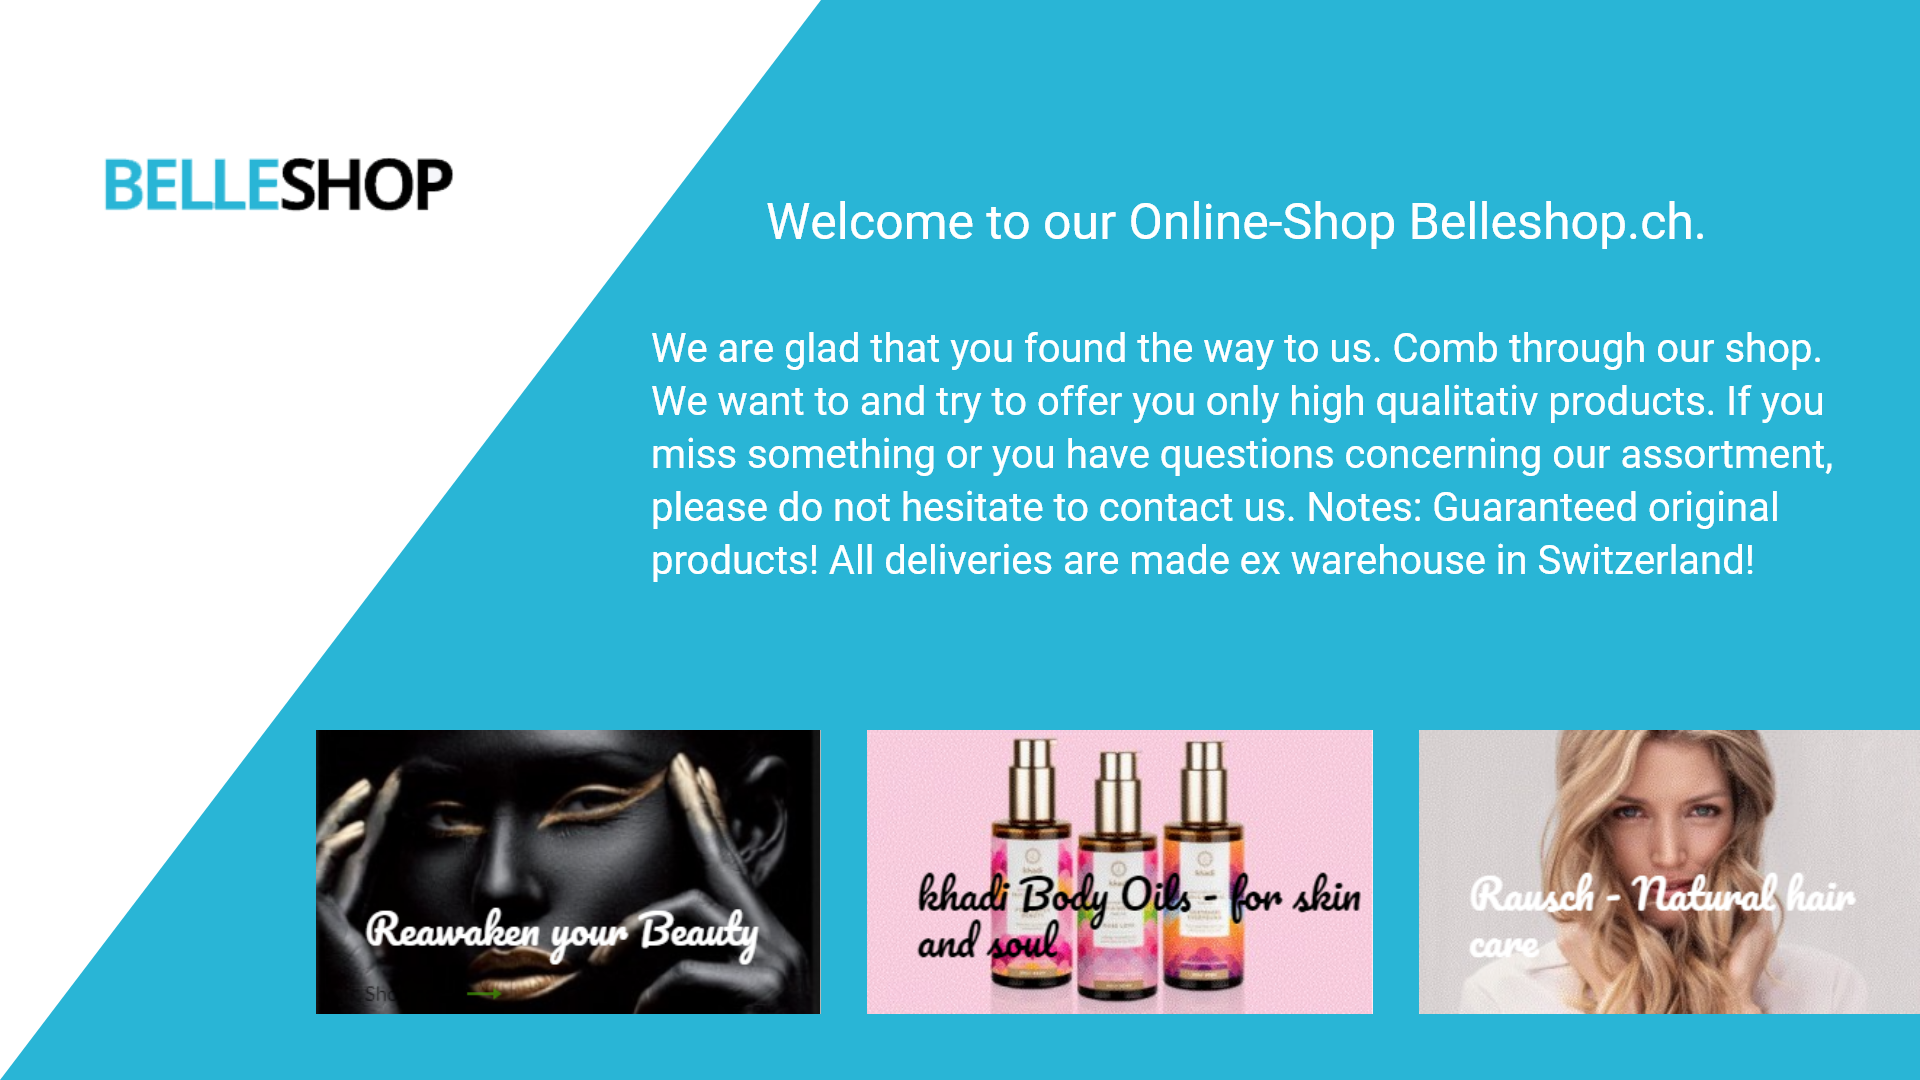 BELLESHOP
Welcome to our Online-Shop Belleshop.ch.
We are glad that you found the way to us. Comb through our shop.
We want to and try to offer you only high qualitativ products. If you
miss something or you have questions concerning our assortment,
please do not hesitate to contact us. Notes: Guaranteed original
products! All deliveries are made ex warehouse in Switzerland!
Reawaken your Beauty
khadi
khadi Body Oils - for skin
and soul
Rausch - Natural hair
care